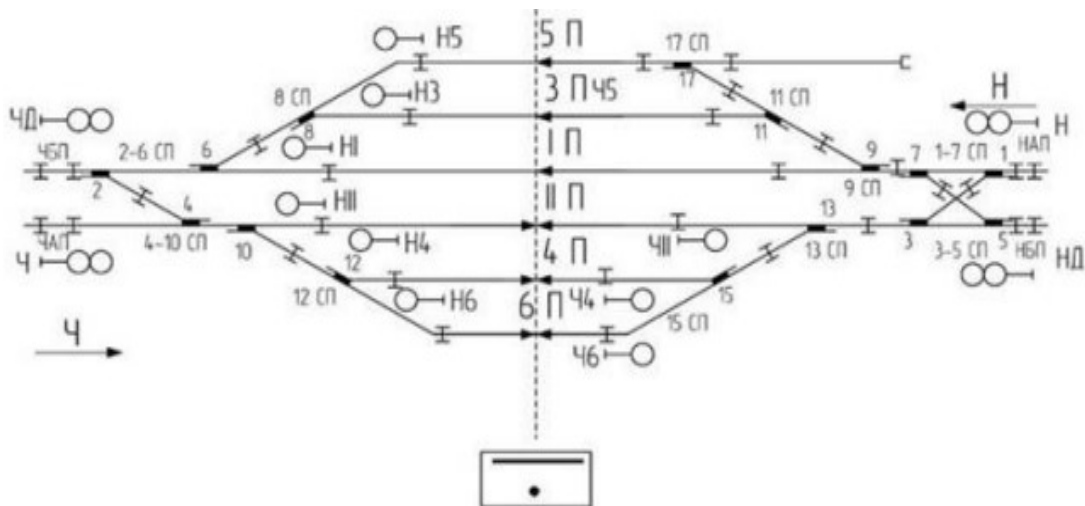 Н5
5 П
17 СП
17
8 СП
Н3
3 П
Ч5
11 СП
Н
ЧД
8
11
Н
ЧБП
2-6 СП
6
НI
I П
9
7
1-7 СП
1
НАП
2
4
НII
II П
9 СП
13
ЧАП
4-10 СП
10
Н4
ЧII
13 СП
3
3-5 СП
5
НБП
НД
Ч
12
4 П
12 СП
Н6
6 П
Ч4
15
15 СП
Ч
Ч6